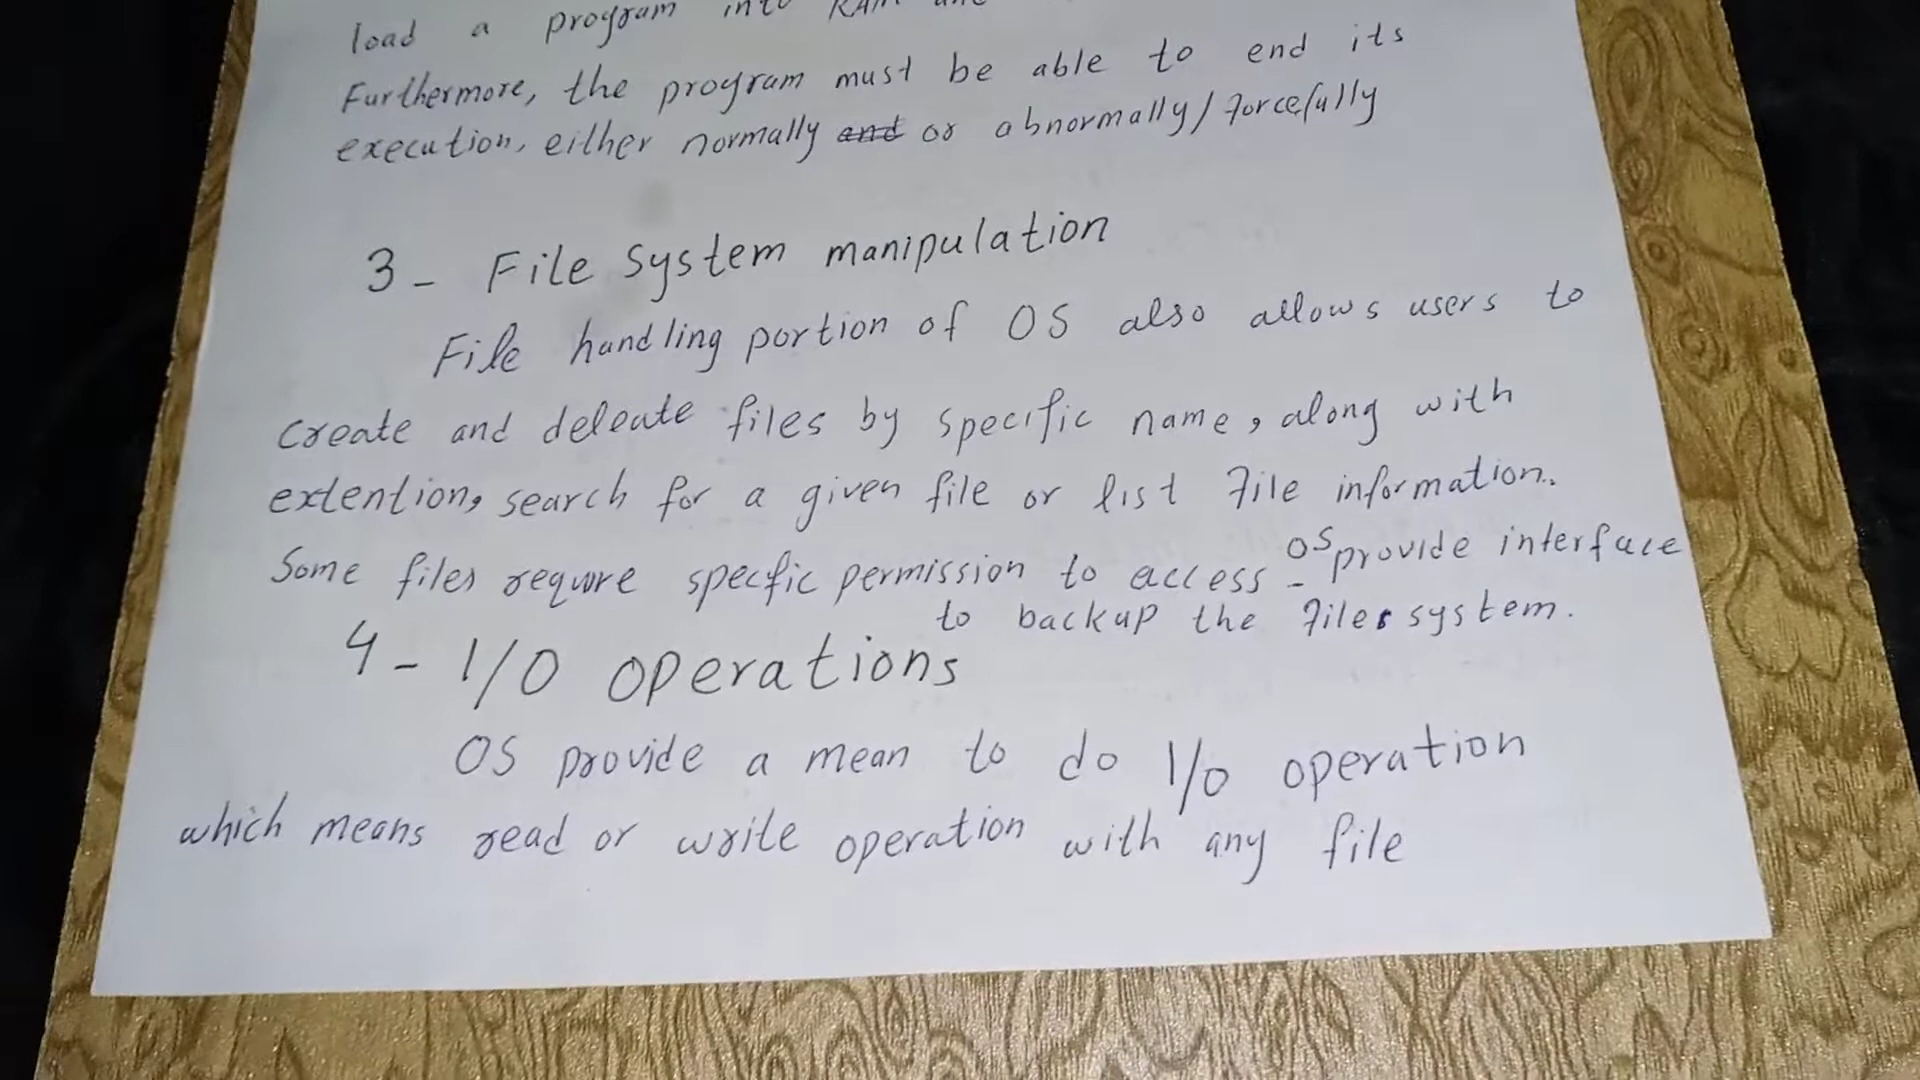 load a program into RAM
Furthermore, the program must be able to end its
execution, either normally and or abnormally/forcefully
3- File system manipulation
File handling portion of OS also allows users to
create and deleate files by specific name, along with
extention, search for a given file or list file information.
Some files requore specfic permission to access - OS provide interface
to backup the files system.
4- I/O operations
OS provide a mean to do I/o operation
which means read or write operation with any file